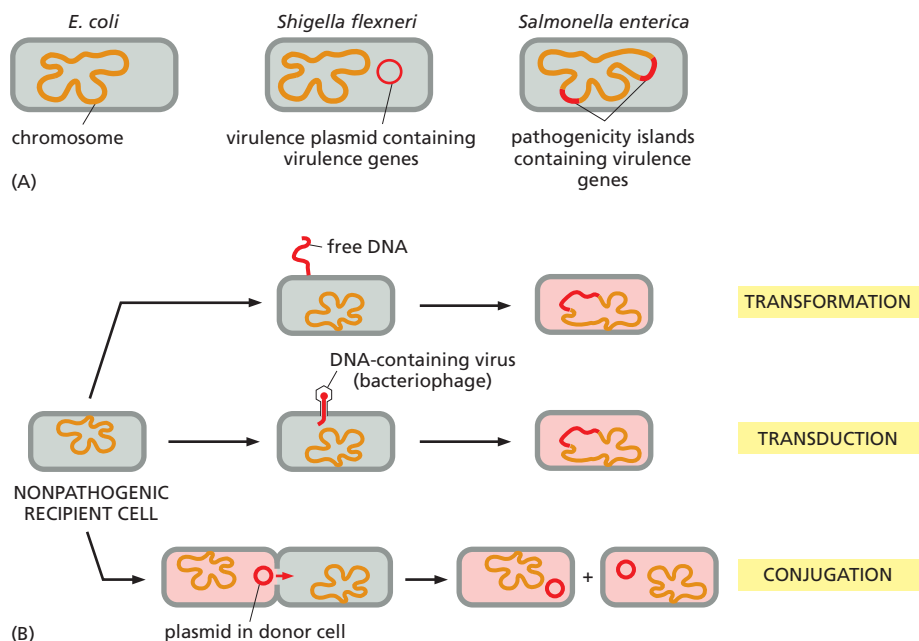 E. coli
Shigella flexneri
Salmonella enterica
chromosome
virulence plasmid containing
virulence genes
pathogenicity islands
containing virulence
genes
(A)
free DNA
TRANSFORMATION
DNA-containing virus
(bacteriophage)
TRANSDUCTION
NONPATHOGENIC
RECIPIENT CELL
+
CONJUGATION
plasmid in donor cell
(B)